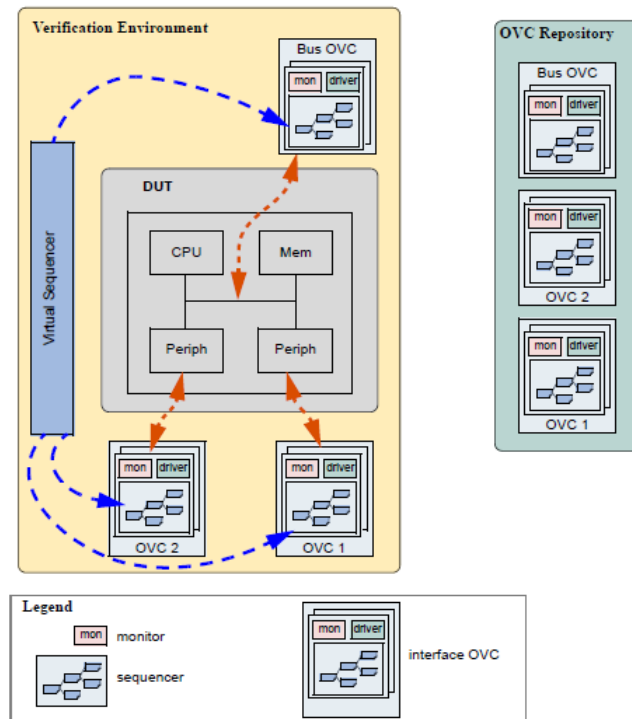 Verification Environment
Bus OVC
mon driver
Virtual Sequencer
DUT
CPU Mem
Periph Periph
mon driver
OVC 2
mon driver
OVC 1
OVC Repository
Bus OVC
mon driver
mon driver
OVC 2
mon driver
OVC 1
Legend
mon monitor
sequencer
mon driver
interface OVC